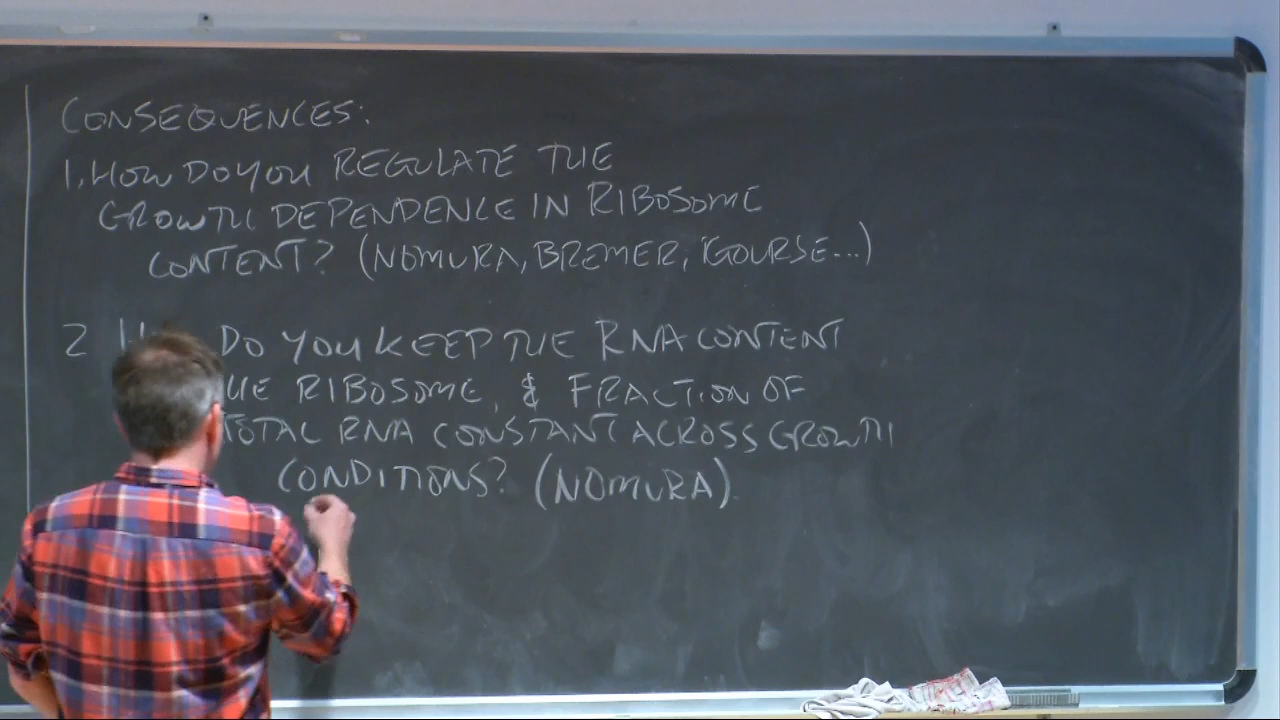 CONSEQUENCES:
1. HOW DO YOU REGULATE THE
GROWTH DEPENDENCE IN RIBOSOME
CONTENT? (NOMURA, BREMER, GOURSE...)
2 DO YOU KEEP THE RNA CONTENT
RIBOSOME, & FRACTION OF
TOTAL RNA CONSTANT ACROSS GROWTH
CONDITIONS? (NOMURA).